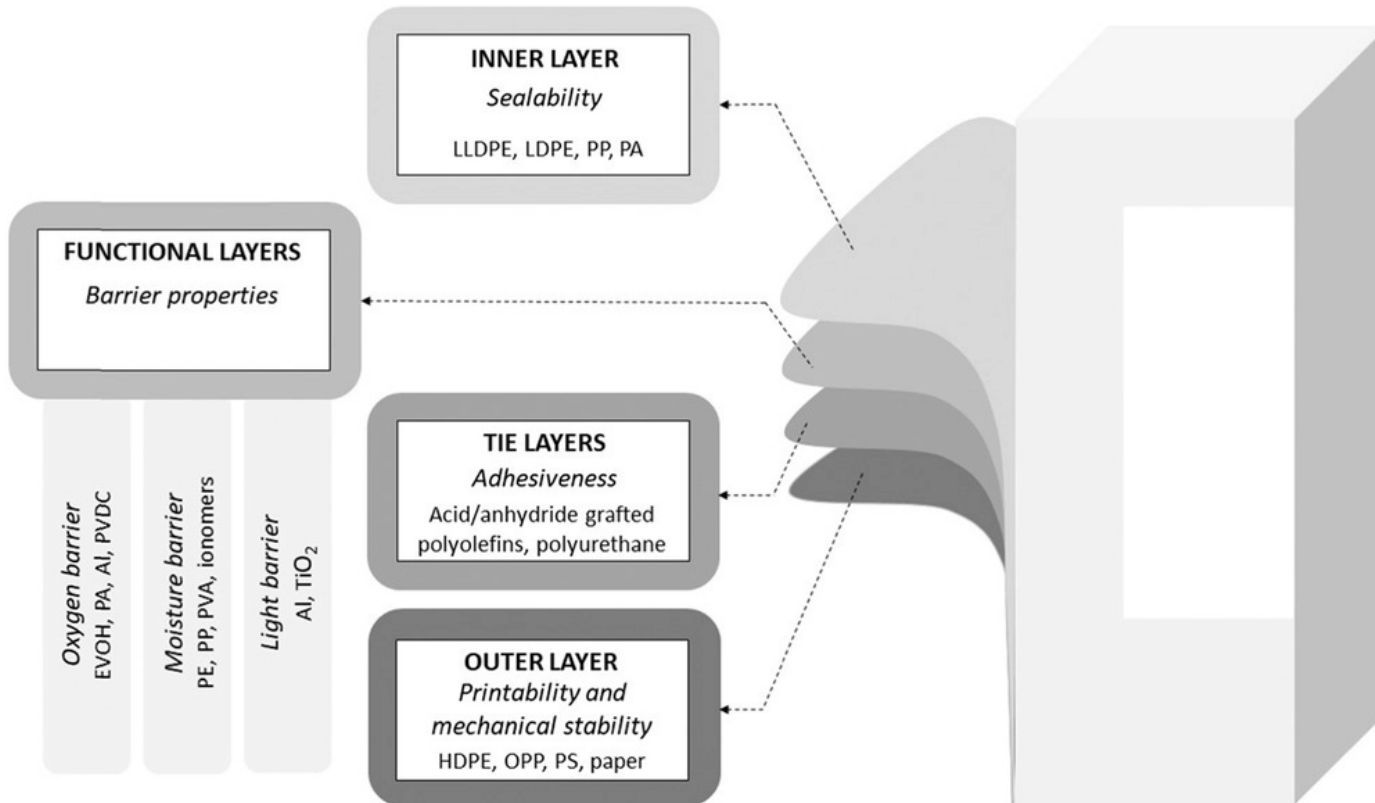 INNER LAYER
Sealability
LLDPE, LDPE, PP, PA
FUNCTIONAL LAYERS
Barrier properties
Oxygen barrier
EVOH, PA, Al, PVDC
Moisture barrier
PE, PP, PVA, ionomers
Light barrier
Al, TiO₂
TIE LAYERS
Adhesiveness
Acid/anhydride grafted
polyolefins, polyurethane
OUTER LAYER
Printability and
mechanical stability
HDPE, OPP, PS, paper